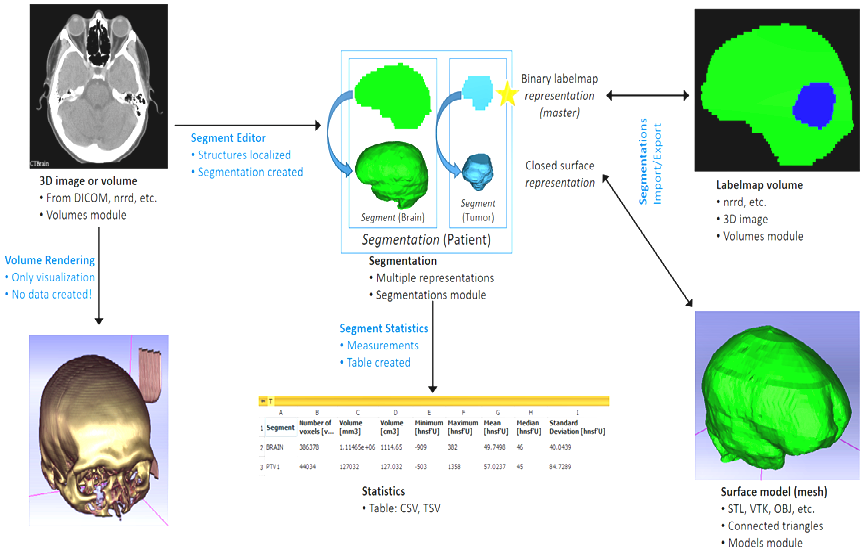 CTBrain
3D image or volume
• From DICOM, nrrd, etc.
• Volumes module
Volume Rendering
• Only visualization
• No data created!
Segment Editor
• Structures localized
• Segmentation created
Segment (Brain)
Segment
(Tumor)
Segmentation (Patient)
Binary labelmap
representation
(master)
Closed surface
representation
Segmentation
• Multiple representations
• Segmentations module
Segmentations
Import/Export
Labelmap volume
• nrrd, etc.
• 3D image
• Volumes module
Segment Statistics
• Measurements
• Table created
T
A B C D E F G H I
1 Segment Number of voxels [v... Volume [mm3] Volume [cm3] Minimum [hnsfU] Maximum [hnsfU] Mean [hnsfU] Median [hnsfU] Standard Deviation [hnsfU]
2 BRAIN 386378 1.11465e+06 1114.65 -909 382 49.7498 46 40.0439
3 PTV1 44034 127032 127.032 -503 1358 57.0237 45 84.7289
Statistics
• Table: CSV, TSV
Surface model (mesh)
• STL, VTK, OBJ, etc.
• Connected triangles
• Models module